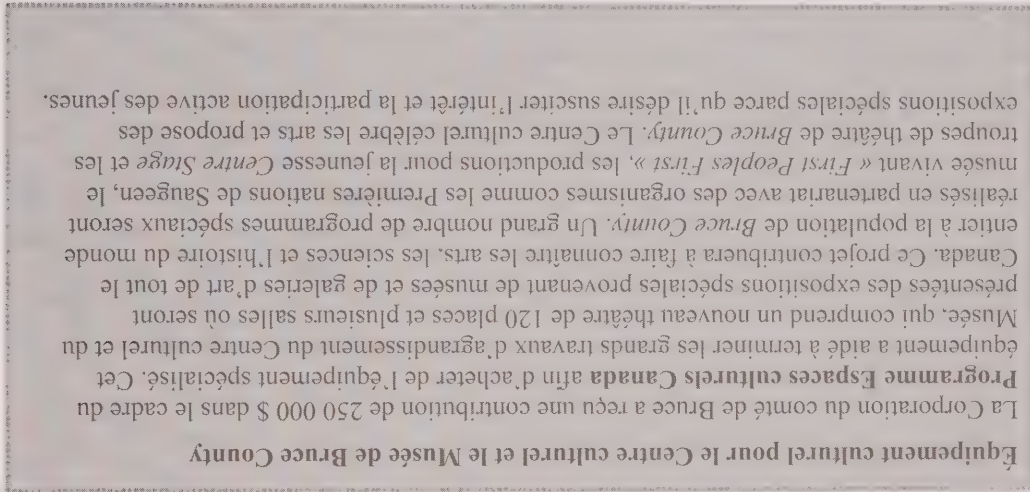 Équipement culturel pour le Centre culturel et le Musée de Bruce County
La Corporation du comté de Bruce a reçu une contribution de 250 000 $ dans le cadre du
Programme Espaces culturels Canada afin d'acheter de l'équipement spécialisé. Cet
équipement a aidé à terminer les grands travaux d'agrandissement du Centre culturel et du
Musée, qui comprend un nouveau théâtre de 120 places et plusieurs salles où seront
présentées des expositions spéciales provenant de musées et de galeries d'art de tout le
Canada. Ce projet contribuera à faire connaître les arts, les sciences et l'histoire du monde
entier à la population de Bruce County. Un grand nombre de programmes spéciaux seront
réalisés en partenariat avec des organismes comme les Premières nations de Saugeen, le
musée vivant « First Peoples First », les productions pour la jeunesse Centre Stage et les
troupes de théâtre de Bruce County. Le Centre culturel célèbre les arts et propose des
expositions spéciales parce qu'il désire susciter l'intérêt et la participation active des jeunes.